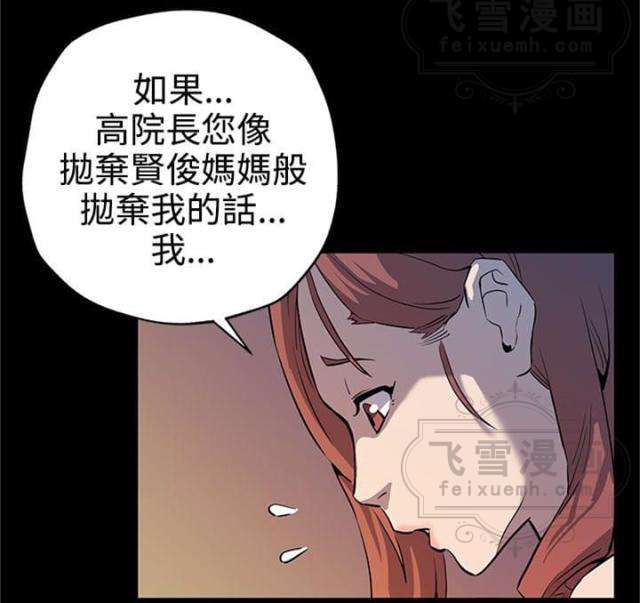 飞雪漫画
feixuemh.com
如果...
高院長您像
拋棄賢俊媽媽般
拋棄我的話...
我...
飞雪漫画
feixuemh.com